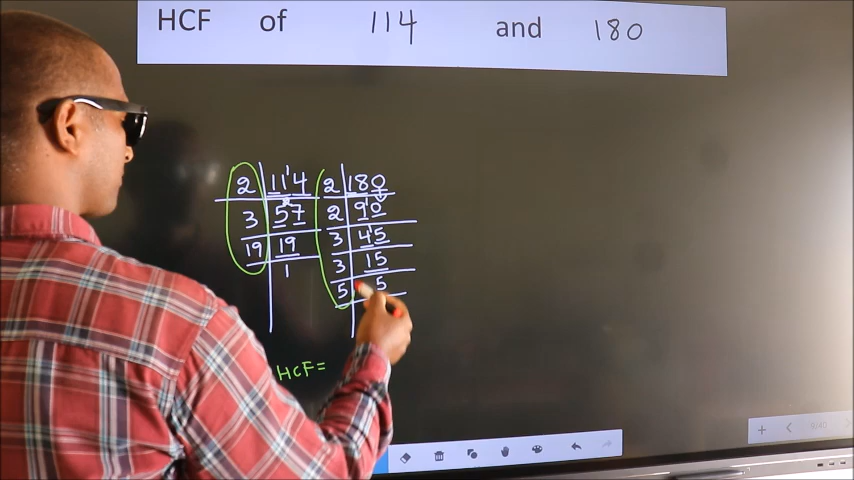 HCF of 114 and 180
2 114 2 180
3 57 2 90
19 19 3 45
1 3 15
5 5
HCF =